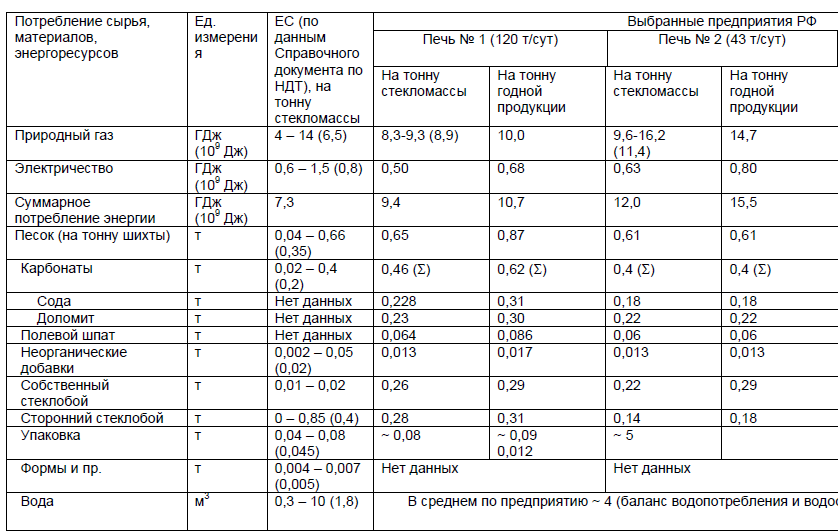 Потребление сырья, материалов, энергоресурсов | Ед. измерения | ЕС (по данным Справочного документа по НДТ), на тонну стекломассы | Выбранные предприятия РФ
Печь № 1 (120 т/сут) | Печь № 2 (43 т/сут)
На тонну стекломассы | На тонну годной продукции | На тонну стекломассы | На тонну годной продукции
Природный газ | ГДж (10⁹ Дж) | 4 – 14 (6,5) | 8,3-9,3 (8,9) | 10,0 | 9,6-16,2 (11,4) | 14,7
Электричество | ГДж (10⁹ Дж) | 0,6 – 1,5 (0,8) | 0,50 | 0,68 | 0,63 | 0,80
Суммарное потребление энергии | ГДж (10⁹ Дж) | 7,3 | 9,4 | 10,7 | 12,0 | 15,5
Песок (на тонну шихты) | т | 0,04 – 0,66 (0,35) | 0,65 | 0,87 | 0,61 | 0,61
Карбонаты | т | 0,02 – 0,4 (0,2) | 0,46 (Σ) | 0,62 (Σ) | 0,4 (Σ) | 0,4 (Σ)
Сода | т | Нет данных | 0,228 | 0,31 | 0,18 | 0,18
Доломит | т | Нет данных | 0,23 | 0,30 | 0,22 | 0,22
Полевой шпат | т | Нет данных | 0,064 | 0,086 | 0,06 | 0,06
Неорганические добавки | т | 0,002 – 0,05 (0,02) | 0,013 | 0,017 | 0,013 | 0,013
Собственный стеклобой | т | 0,01 – 0,02 | 0,26 | 0,29 | 0,22 | 0,29
Сторонний стеклобой | т | 0 – 0,85 (0,4) | 0,28 | 0,31 | 0,14 | 0,18
Упаковка | т | 0,04 – 0,08 (0,045) | ~ 0,08 | ~ 0,09 0,012 | ~ 5
Формы и пр. | т | 0,004 – 0,007 (0,005) | Нет данных | Нет данных
Вода | м³ | 0,3 – 10 (1,8) | В среднем по предприятию ~ 4 (баланс водопотребления и